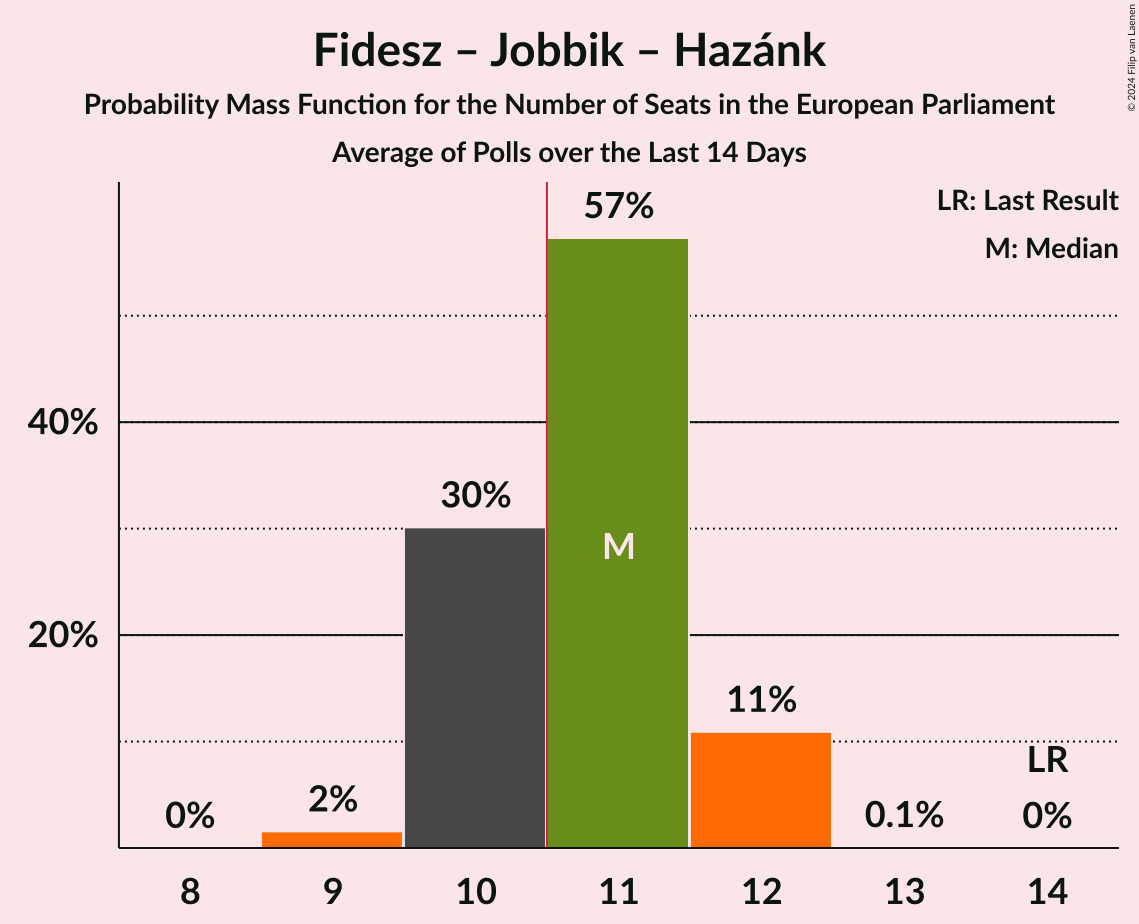 Fidesz – Jobbik – Hazánk
Probability Mass Function for the Number of Seats in the European Parliament
Average of Polls over the Last 14 Days
© 2024 Filip van Laenen
LR: Last Result
M: Median
57%
40%
30%
M
20%
11%
LR
0%
2%
0.1%
0%
8
9
10
11
12
13
14